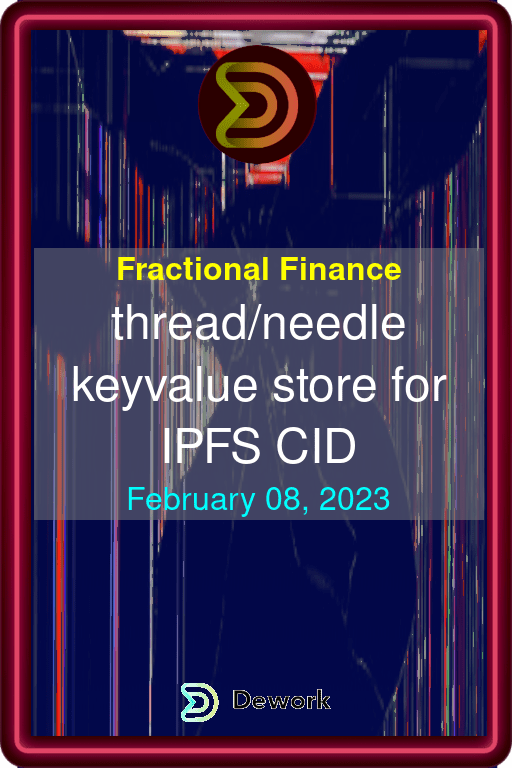 Fractional Finance
thread/needle
keyvalue store for
IPFS CID
February 08, 2023
Dework